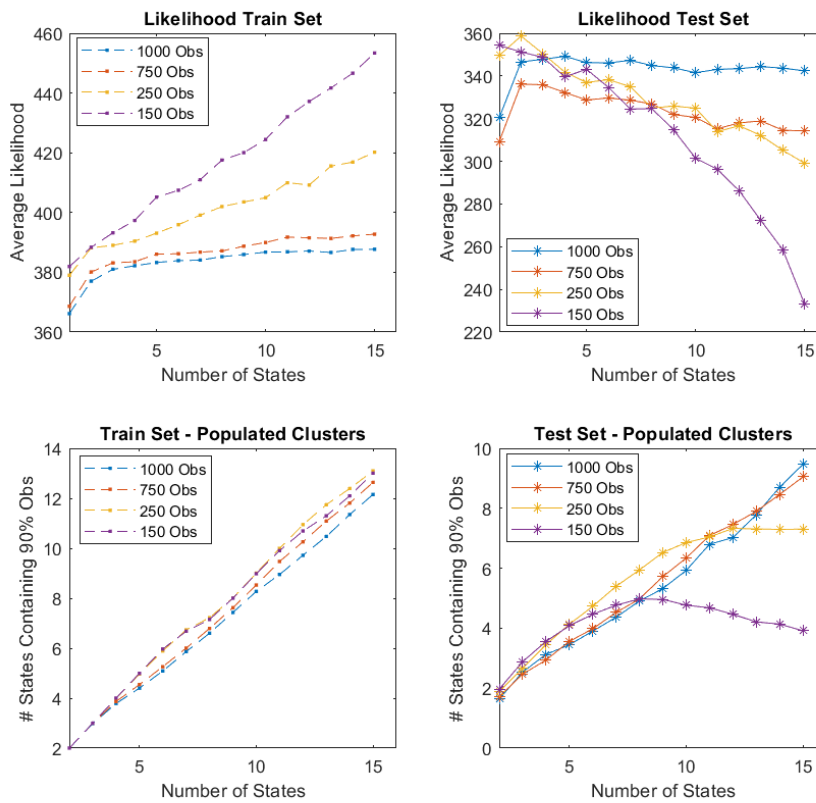 Likelihood Train Set
460
440
420
400
380
360
Average Likelihood
1000 Obs
750 Obs
250 Obs
150 Obs
5
10
15
Number of States
Likelihood Test Set
360
340
320
300
280
260
240
220
Average Likelihood
1000 Obs
750 Obs
250 Obs
150 Obs
5
10
15
Number of States
Train Set - Populated Clusters
14
12
10
8
6
4
2
# States Containing 90% Obs
1000 Obs
750 Obs
250 Obs
150 Obs
5
10
15
Number of States
Test Set - Populated Clusters
10
8
6
4
2
0
# States Containing 90% Obs
1000 Obs
750 Obs
250 Obs
150 Obs
5
10
15
Number of States